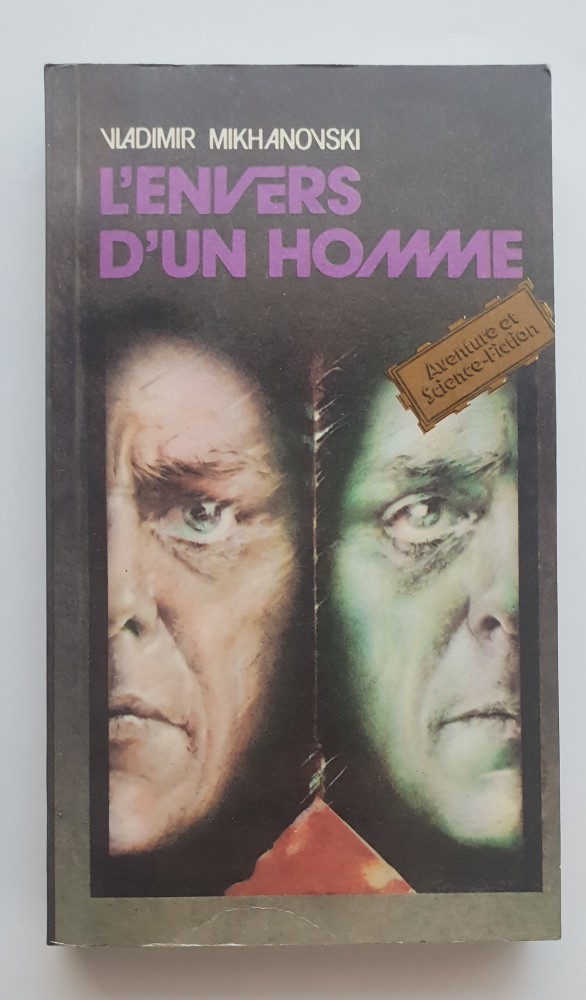 VLADIMIR MIKHANOVSKI
L'ENVERS
D'UN HOMME
Aventure et
Science-Fiction